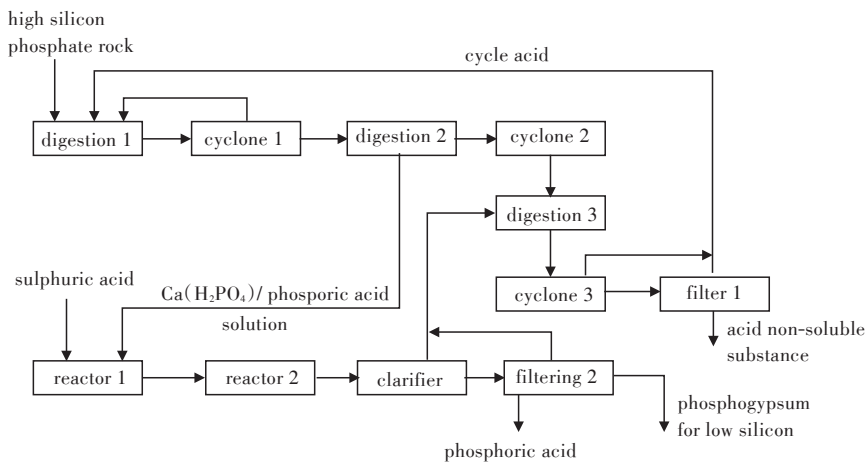 high silicon
phosphate rock
cycle acid
digestion 1
cyclone 1
digestion 2
cyclone 2
digestion 3
sulphuric acid
Ca(H₂PO₄)/ phosporic acid
solution
cyclone 3
filter 1
acid non-soluble
substance
reactor 1
reactor 2
clarifier
filtering 2
phosphogypsum
for low silicon
phosphoric acid